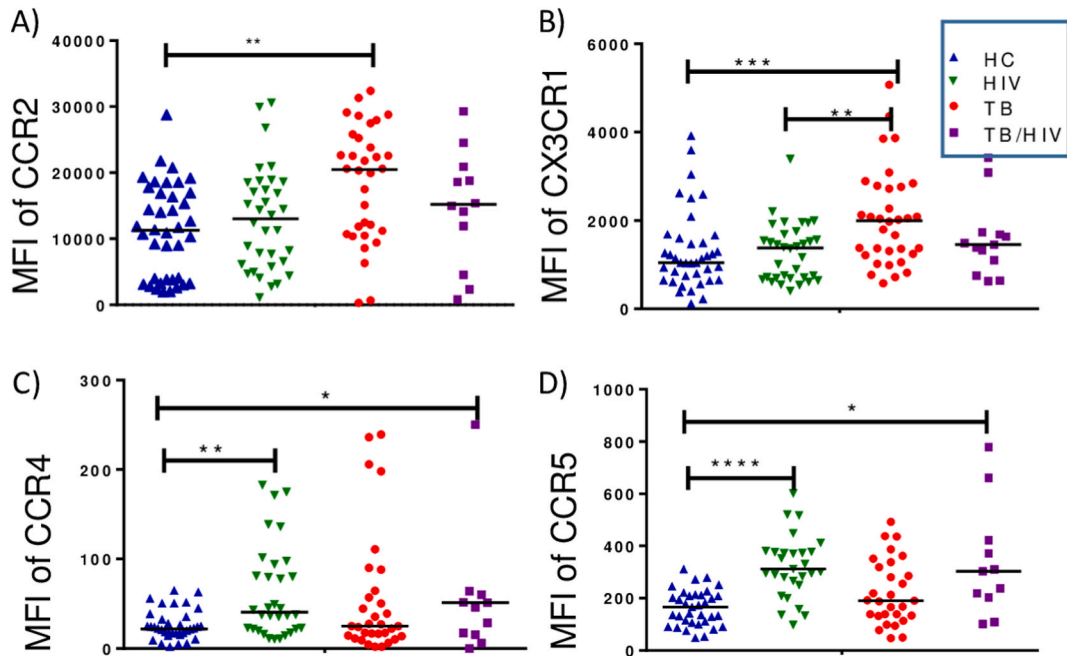 A)
MFI of CCR2
40000
30000
20000
10000
0
**
B)
MFI of CX3CR1
6000
4000
2000
0
***
**
HC
HIV
TB
TB/HIV
C)
MFI of CCR4
300
200
100
0
*
**
D)
MFI of CCR5
1000
800
600
400
200
0
*
****